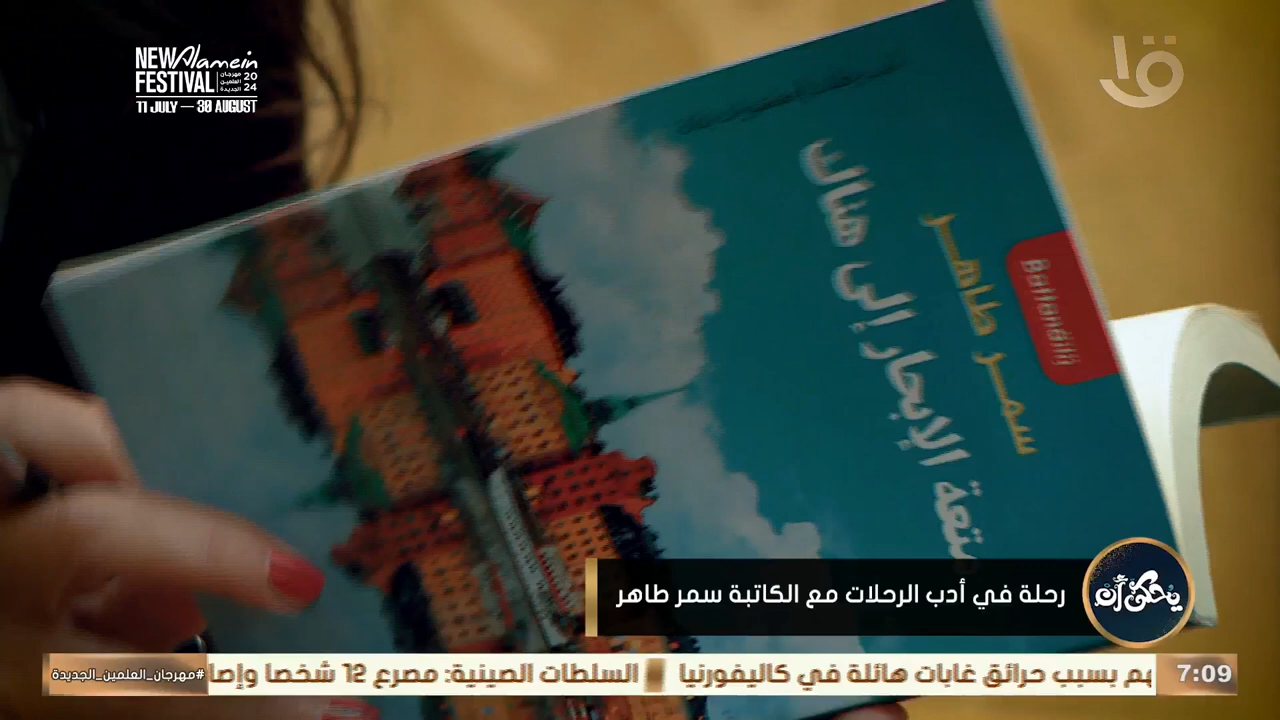 NEW Alamein
FESTIVAL
مهرجان
العلمين
الجديدة
20
24
11 JULY — 30 AUGUST
Battanaiia
سمر طاهر
متعة الإبحار إلى هناك
يحكى أن
رحلة في أدب الرحلات مع الكاتبة سمر طاهر
7:09
هم بسبب حرائق غابات هائلة في كاليفورنيا
السلطات الصينية: مصرع 12 شخصا وإصا
#مهرجان_العلمين_الجديدة